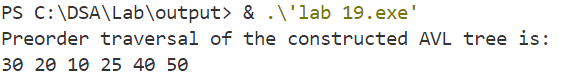 PS C:\DSA\Lab\output> & .\'lab 19.exe'
Preorder traversal of the constructed AVL tree is:
30 20 10 25 40 50